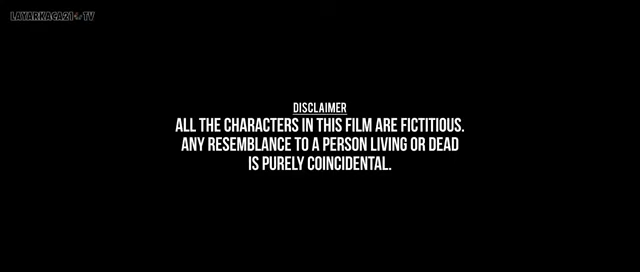 LAYARKACA21 TV
DISCLAIMER
ALL THE CHARACTERS IN THIS FILM ARE FICTITIOUS.
ANY RESEMBLANCE TO A PERSON LIVING OR DEAD
IS PURELY COINCIDENTAL.